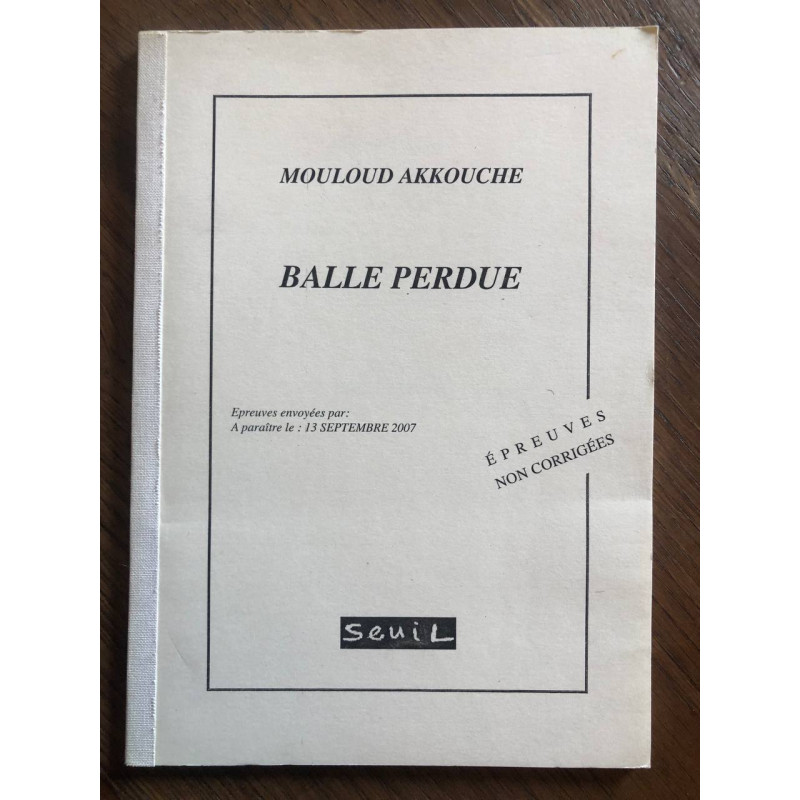 MOULOUD AKKOUCHE
BALLE PERDUE
Epreuves envoyées par:
A paraître le : 13 SEPTEMBRE 2007
ÉPREUVES
NON CORRIGÉES
Seuil